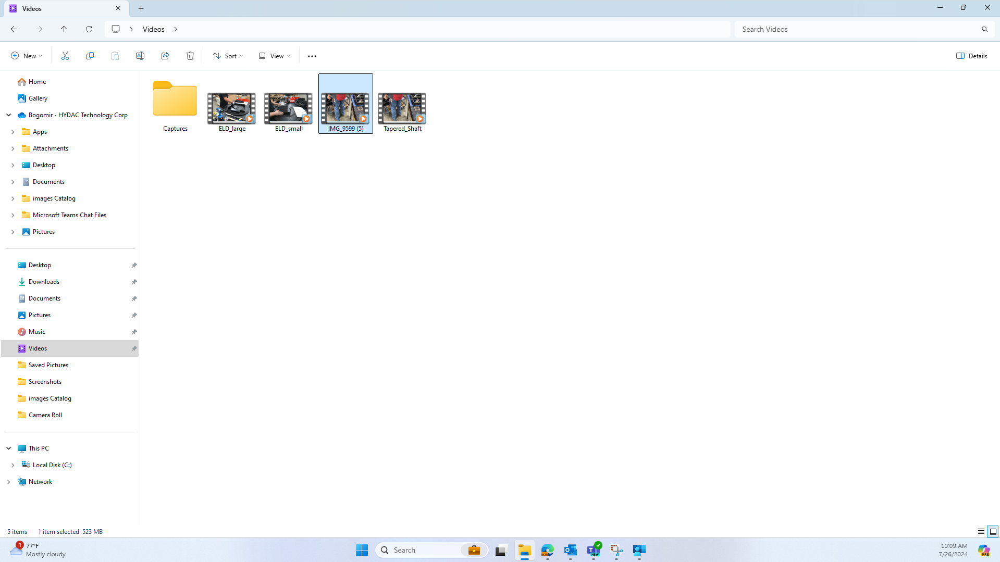 Videos
Videos
Search Videos
New
Sort
View
Details
Home
Gallery
Bogomir - HYDAC Technology Corp
Apps
Attachments
Desktop
Documents
images Catalog
Microsoft Teams Chat Files
Pictures
Desktop
Downloads
Documents
Pictures
Music
Videos
Saved Pictures
Screenshots
images Catalog
Camera Roll
This PC
Local Disk (C:)
Network
Captures
ELD_large
ELD_small
IMG_9599 (5)
Tapered_Shaft
5 items 1 item selected 523 MB
1
77°F
Mostly cloudy
Search
NEW
10:09 AM
7/26/2024
PRE